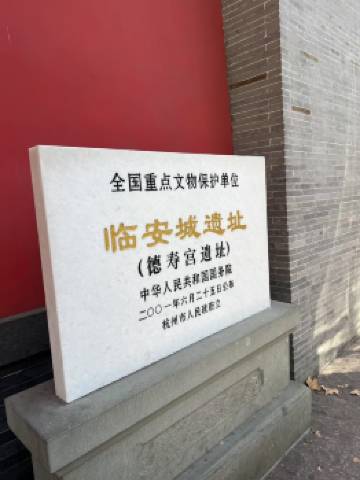 全国重点文物保护单位
临安城遗址
(德寿宫遗址)
中华人民共和国国务院
二〇〇一年六月二十五日公布
杭州市人民政府立